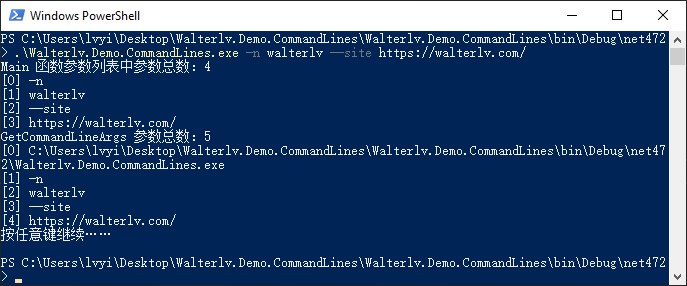 Windows PowerShell
PS C:\Users\lvyi\Desktop\Walterlv.Demo.CommandLines\Walterlv.Demo.CommandLines\bin\Debug\net472
> .\Walterlv.Demo.CommandLines.exe -n walterlv --site https://walterlv.com/
Main 函数参数列表中参数总数：4
[0] -n
[1] walterlv
[2] --site
[3] https://walterlv.com/
GetCommandLineArgs 参数总数：5
[0] C:\Users\lvyi\Desktop\Walterlv.Demo.CommandLines\Walterlv.Demo.CommandLines\bin\Debug\net47
2\Walterlv.Demo.CommandLines.exe
[1] -n
[2] walterlv
[3] --site
[4] https://walterlv.com/
按任意键继续……
PS C:\Users\lvyi\Desktop\Walterlv.Demo.CommandLines\Walterlv.Demo.CommandLines\bin\Debug\net472
>